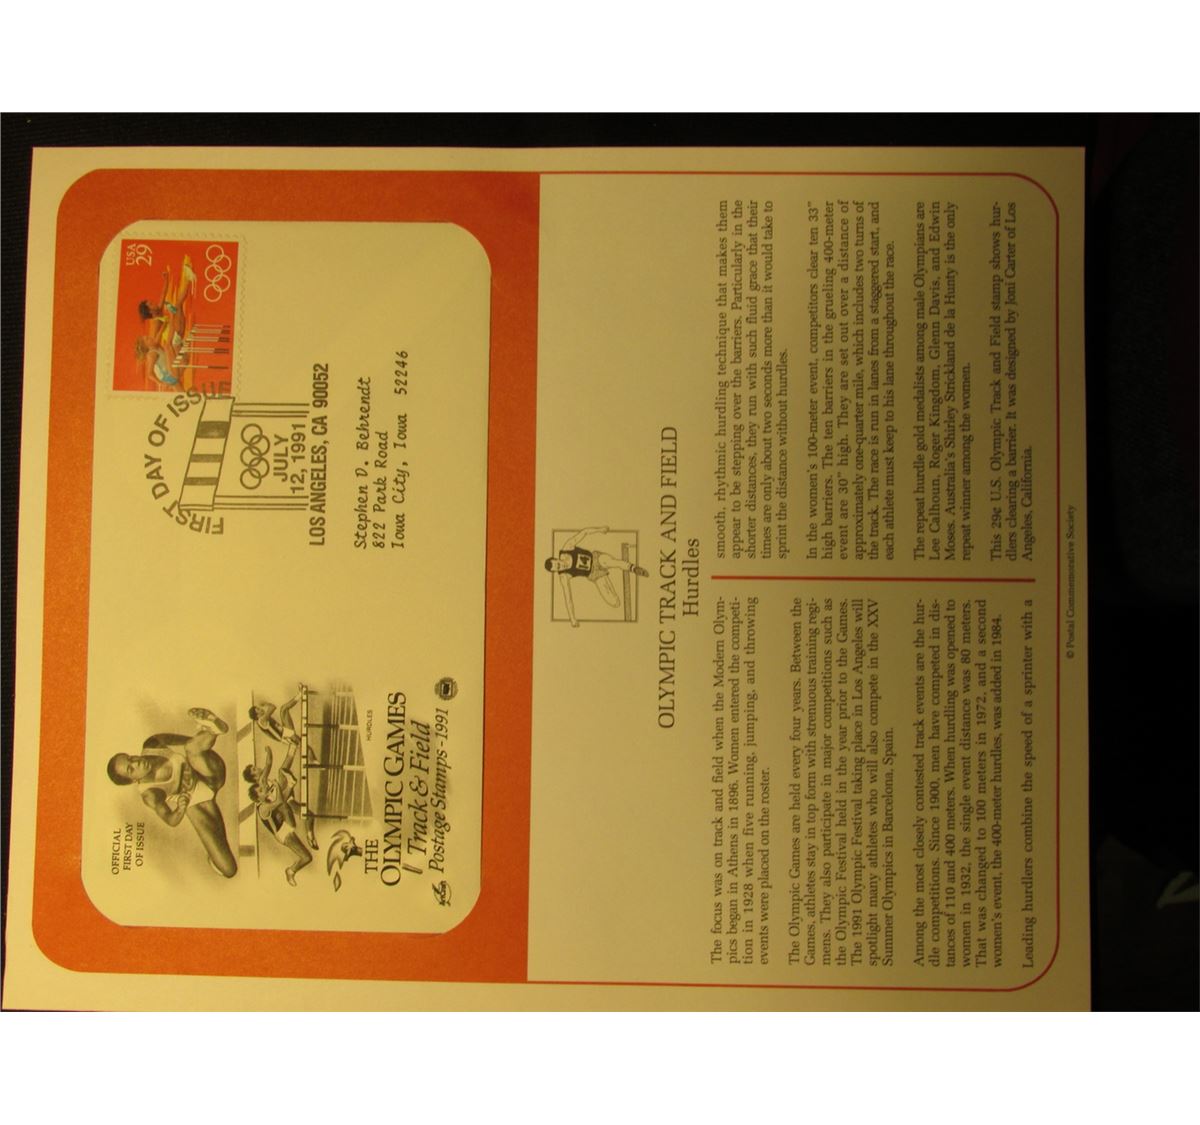 OFFICIAL
FIRST DAY
OF ISSUE
HURDLES
THE
OLYMPIC GAMES
Track & Field
Postage Stamps - 1991
USA
29
FIRST DAY OF ISSUE
JULY
12, 1991
LOS ANGELES, CA 90052
Stephen D. Behrendt
822 Park Road
Iowa City, Iowa 52246
OLYMPIC TRACK AND FIELD
Hurdles
The focus was on track and field when the Modern Olym-
pics began in Athens in 1896. Women entered the competi-
tion in 1928 when five running, jumping, and throwing
events were placed on the roster.
The Olympic Games are held every four years. Between the
Games, athletes stay in top form with strenuous training regi-
mens. They also participate in major competitions such as
the Olympic Festival held in the year prior to the Games.
The 1991 Olympic Festival taking place in Los Angeles will
spotlight many athletes who will also compete in the XXV
Summer Olympics in Barcelona, Spain.
Among the most closely contested track events are the hur-
dle competitions. Since 1900, men have competed in dis-
tances of 110 and 400 meters. When hurdling was opened to
women in 1932, the single event distance was 80 meters.
That was changed to 100 meters in 1972, and a second
women's event, the 400-meter hurdles, was added in 1984.
Leading hurdlers combine the speed of a sprinter with a
smooth, rhythmic hurdling technique that makes them
appear to be stepping over the barriers. Particularly in the
shorter distances, they run with such fluid grace that their
times are only about two seconds more than it would take to
sprint the distance without hurdles.
In the women's 100-meter event, competitors clear ten 33"
high barriers. The ten barriers in the grueling 400-meter
event are 30" high. They are set out over a distance of
approximately one-quarter mile, which includes two turns of
the track. The race is run in lanes from a staggered start, and
each athlete must keep to his lane throughout the race.
The repeat hurdle gold medalists among male Olympians are
Lee Calhoun, Roger Kingdom, Glenn Davis, and Edwin
Moses. Australia's Shirley Strickland de la Hunty is the only
repeat winner among the women.
This 29¢ U.S. Olympic Track and Field stamp shows hur-
dlers clearing a barrier. It was designed by Joni Carter of Los
Angeles, California.
© Postal Commemorative Society